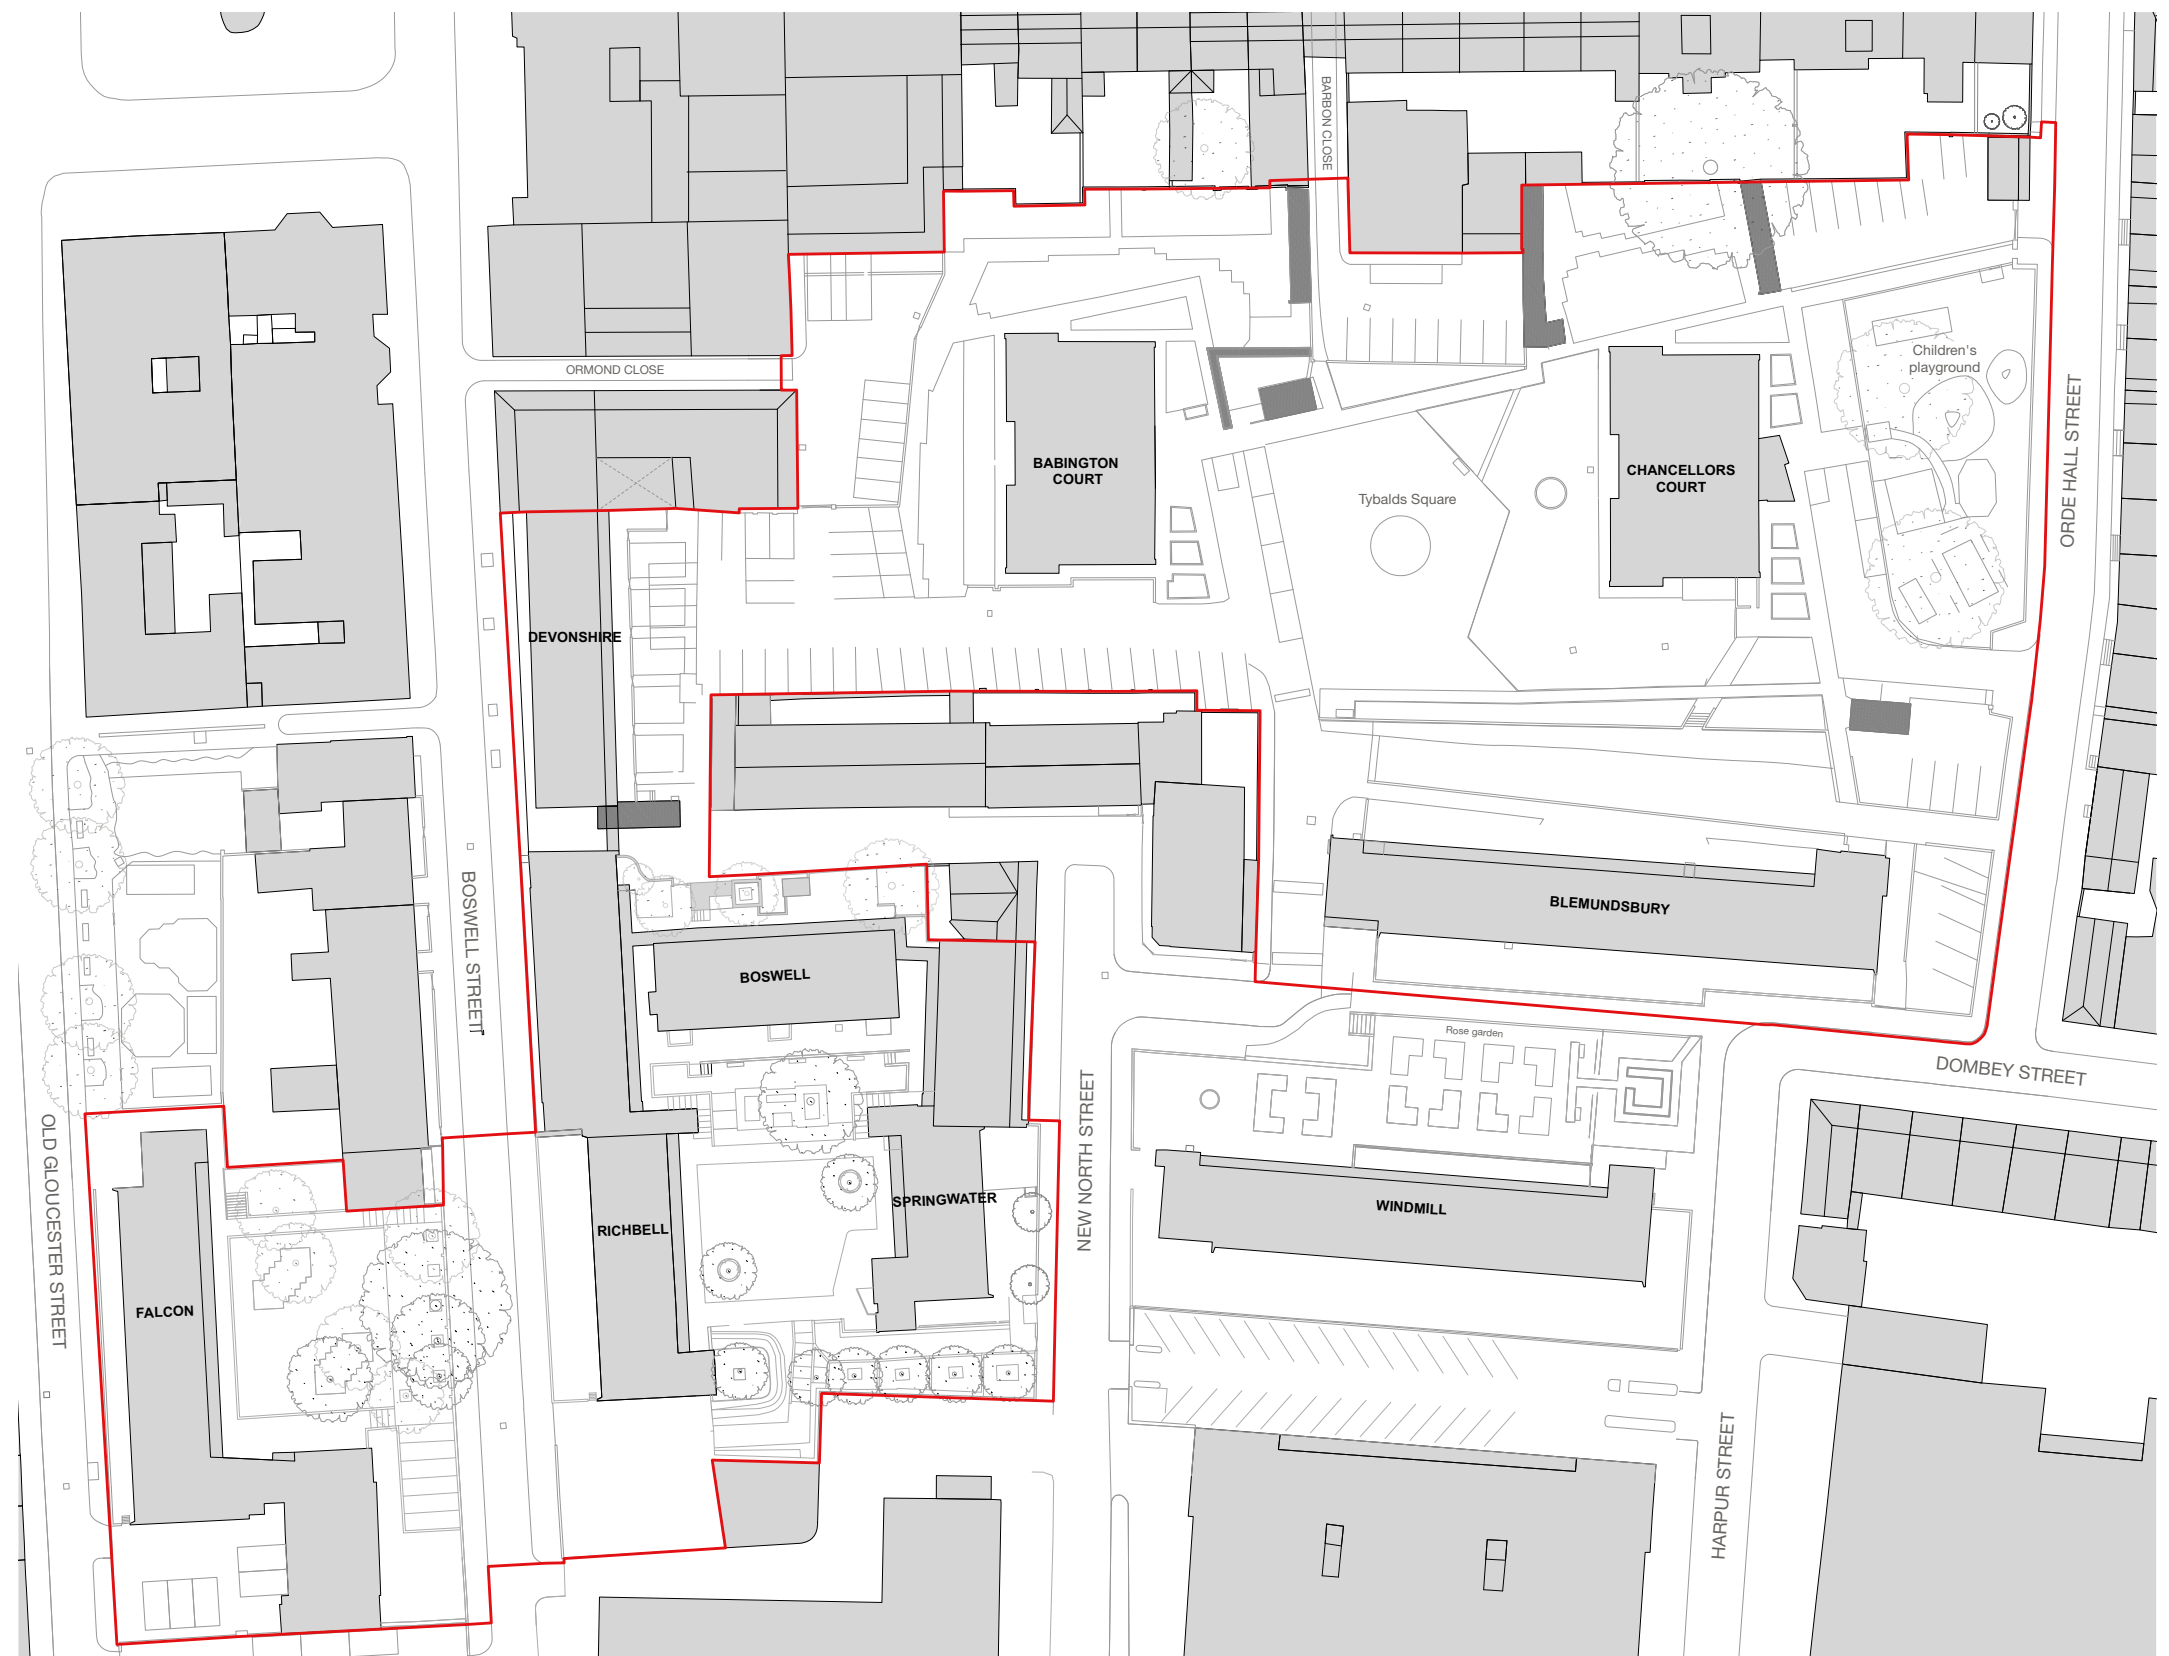 BARBON CLOSE
ORMOND CLOSE
Children's
playground
BABINGTON
COURT
CHANCELLORS
COURT
Tybalds Square
ORDE HALL STREET
DEVONSHIRE
BLEMUNDSBURY
BOSWELL STREET
BOSWELL
Rose garden
DOMBEY STREET
OLD GLOUCESTER STREET
NEW NORTH STREET
SPRINGWATER
RICHBELL
WINDMILL
FALCON
HARPUR STREET